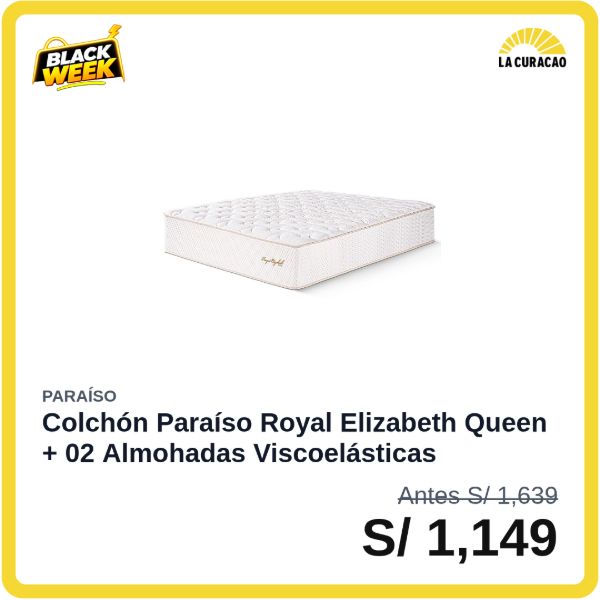 BLACK
WEEK
LA CURACAO
PARAÍSO
Colchón Paraíso Royal Elizabeth Queen
+ 02 Almohadas Viscoelásticas
Antes S/ 1,639
S/ 1,149